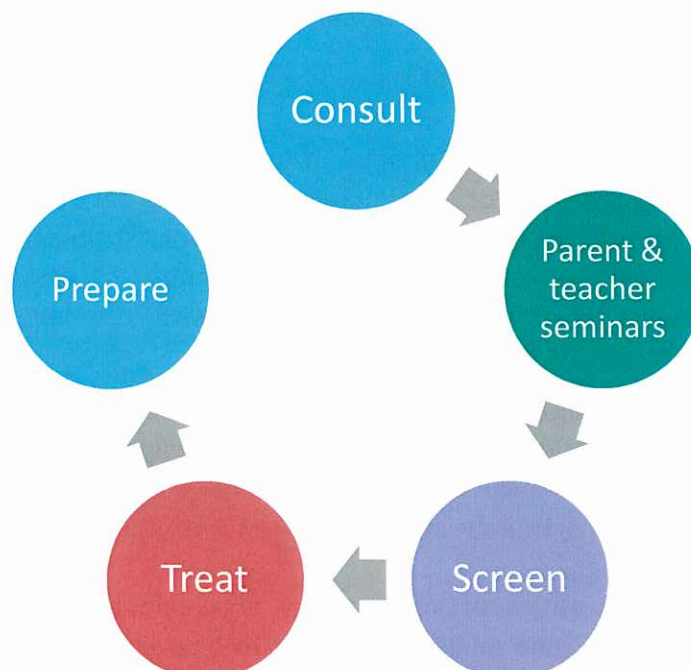 Consult
Parent &
teacher
seminars
Screen
Treat
Prepare